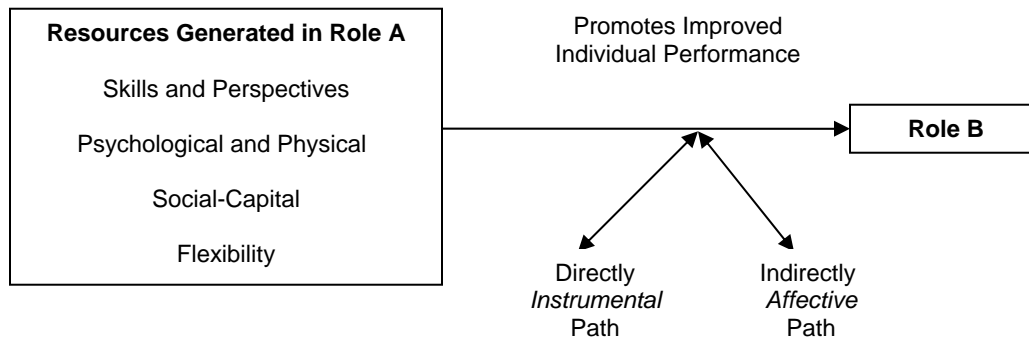 Resources Generated in Role A
Skills and Perspectives
Psychological and Physical
Social-Capital
Flexibility
Promotes Improved
Individual Performance
Role B
Directly
Instrumental
Path
Indirectly
Affective
Path